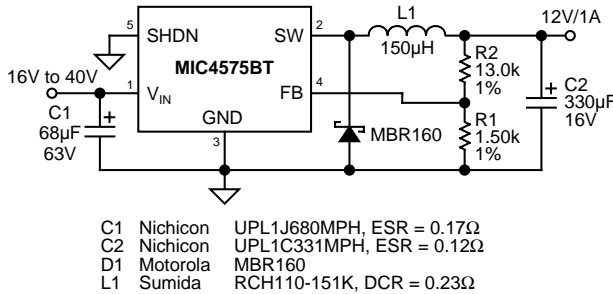 L1
150µH
12V/1A
5
SHDN
SW
2
MIC4575BT
16V to 40V
1
VIN
FB
4
GND
3
C1
68µF
63V
+
MBR160
R2
13.0k
1%
R1
1.50k
1%
C2
+
330µF
16V
C1 Nichicon UPL1J680MPH, ESR = 0.17Ω
C2 Nichicon UPL1C331MPH, ESR = 0.12Ω
D1 Motorola MBR160
L1 Sumida RCH110-151K, DCR = 0.23Ω